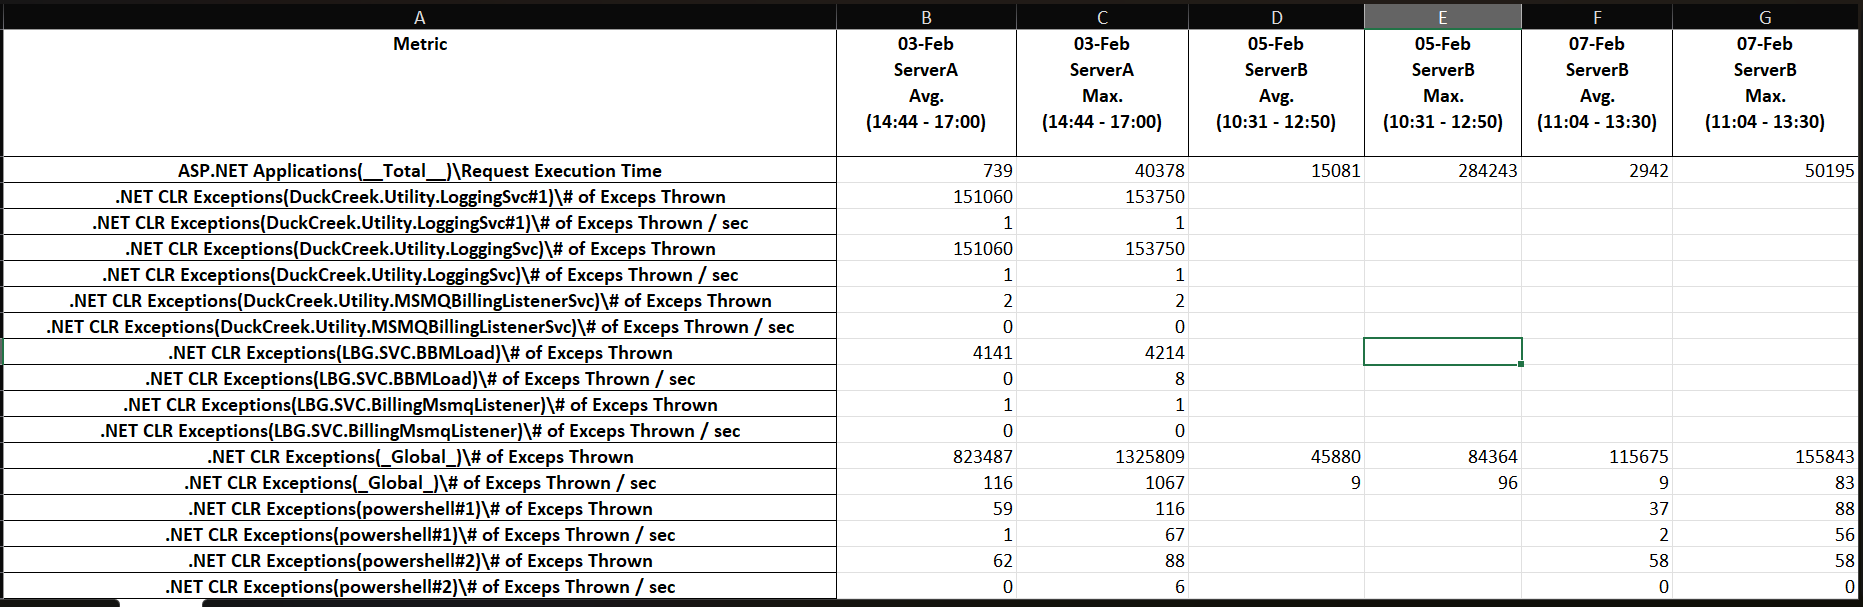 A B C D E F G
Metric 03-Feb 03-Feb 05-Feb 05-Feb 07-Feb 07-Feb
ServerA ServerA ServerB ServerB ServerB ServerB
Avg. Max. Avg. Max. Avg. Max.
(14:44 - 17:00) (14:44 - 17:00) (10:31 - 12:50) (10:31 - 12:50) (11:04 - 13:30) (11:04 - 13:30)
ASP.NET Applications(__Total__)\Request Execution Time 739 40378 15081 284243 2942 50195
.NET CLR Exceptions(DuckCreek.Utility.LoggingSvc#1)\# of Exceps Thrown 151060 153750
.NET CLR Exceptions(DuckCreek.Utility.LoggingSvc#1)\# of Exceps Thrown / sec 1 1
.NET CLR Exceptions(DuckCreek.Utility.LoggingSvc)\# of Exceps Thrown 151060 153750
.NET CLR Exceptions(DuckCreek.Utility.LoggingSvc)\# of Exceps Thrown / sec 1 1
.NET CLR Exceptions(DuckCreek.Utility.MSMQBillingListenerSvc)\# of Exceps Thrown 2 2
.NET CLR Exceptions(DuckCreek.Utility.MSMQBillingListenerSvc)\# of Exceps Thrown / sec 0 0
.NET CLR Exceptions(LBG.SVC.BBMLoad)\# of Exceps Thrown 4141 4214
.NET CLR Exceptions(LBG.SVC.BBMLoad)\# of Exceps Thrown / sec 0 8
.NET CLR Exceptions(LBG.SVC.BillingMsmqListener)\# of Exceps Thrown 1 1
.NET CLR Exceptions(LBG.SVC.BillingMsmqListener)\# of Exceps Thrown / sec 0 0
.NET CLR Exceptions(_Global_)\# of Exceps Thrown 823487 1325809 45880 84364 115675 155843
.NET CLR Exceptions(_Global_)\# of Exceps Thrown / sec 116 1067 9 96 9 83
.NET CLR Exceptions(powershell#1)\# of Exceps Thrown 59 116 37 88
.NET CLR Exceptions(powershell#1)\# of Exceps Thrown / sec 1 67 2 56
.NET CLR Exceptions(powershell#2)\# of Exceps Thrown 62 88 58 58
.NET CLR Exceptions(powershell#2)\# of Exceps Thrown / sec 0 6 0 0